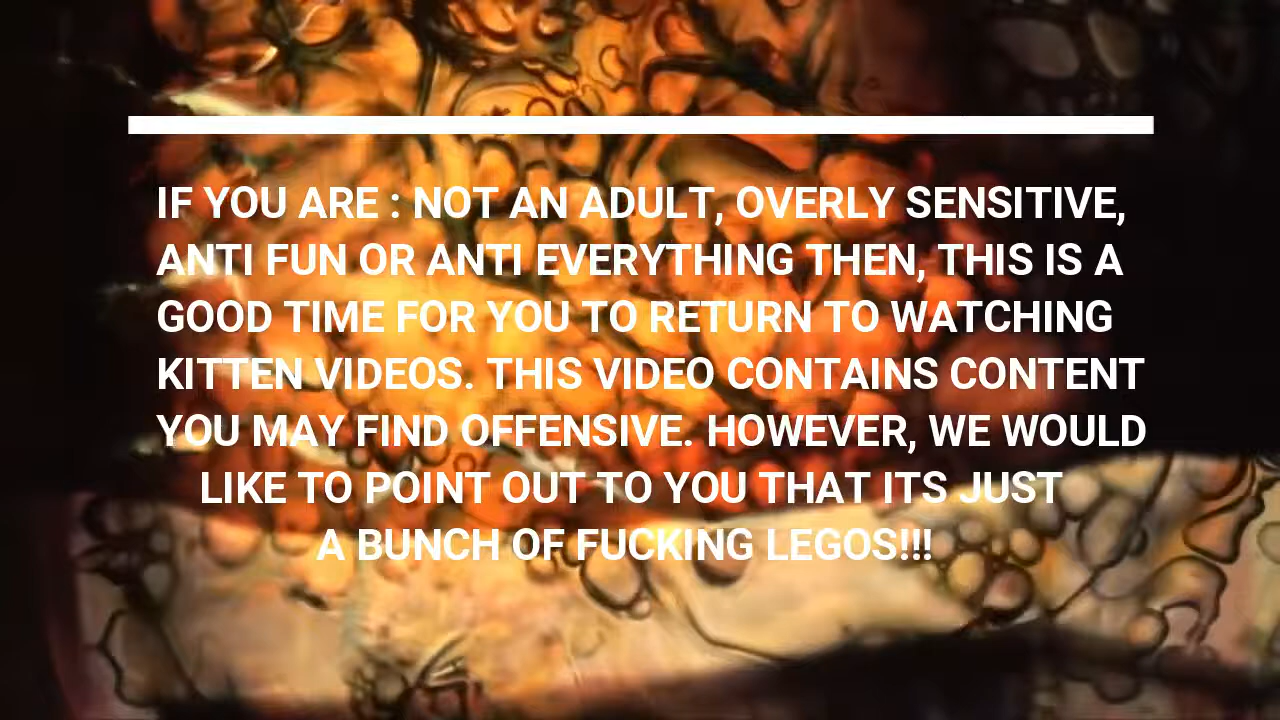 IF YOU ARE : NOT AN ADULT, OVERLY SENSITIVE,
ANTI FUN OR ANTI EVERYTHING THEN, THIS IS A
GOOD TIME FOR YOU TO RETURN TO WATCHING
KITTEN VIDEOS. THIS VIDEO CONTAINS CONTENT
YOU MAY FIND OFFENSIVE. HOWEVER, WE WOULD
LIKE TO POINT OUT TO YOU THAT ITS JUST
A BUNCH OF FUCKING LEGOS!!!